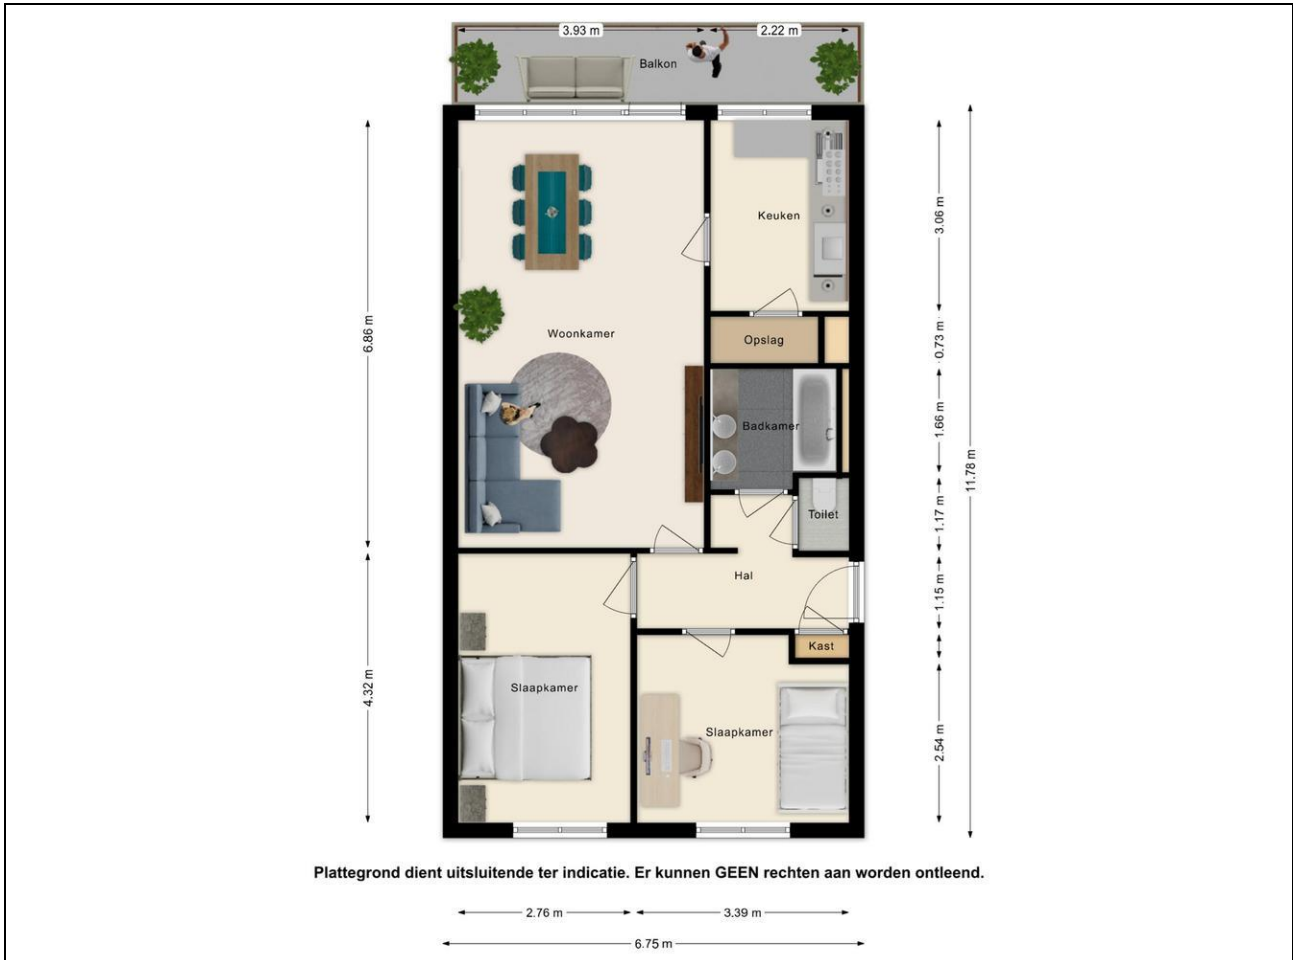 3.93 m
2.22 m
Balkon
Keuken
3.06 m
6.86 m
Woonkamer
Opslag
0.73 m
Badkamer
1.66 m
11.78 m
Toilet
1.17 m
Hal
1.15 m
Kast
4.32 m
Slaapkamer
Slaapkamer
2.54 m
Plattegrond dient uitsluitende ter indicatie. Er kunnen GEEN rechten aan worden ontleend.
2.76 m
3.39 m
6.75 m